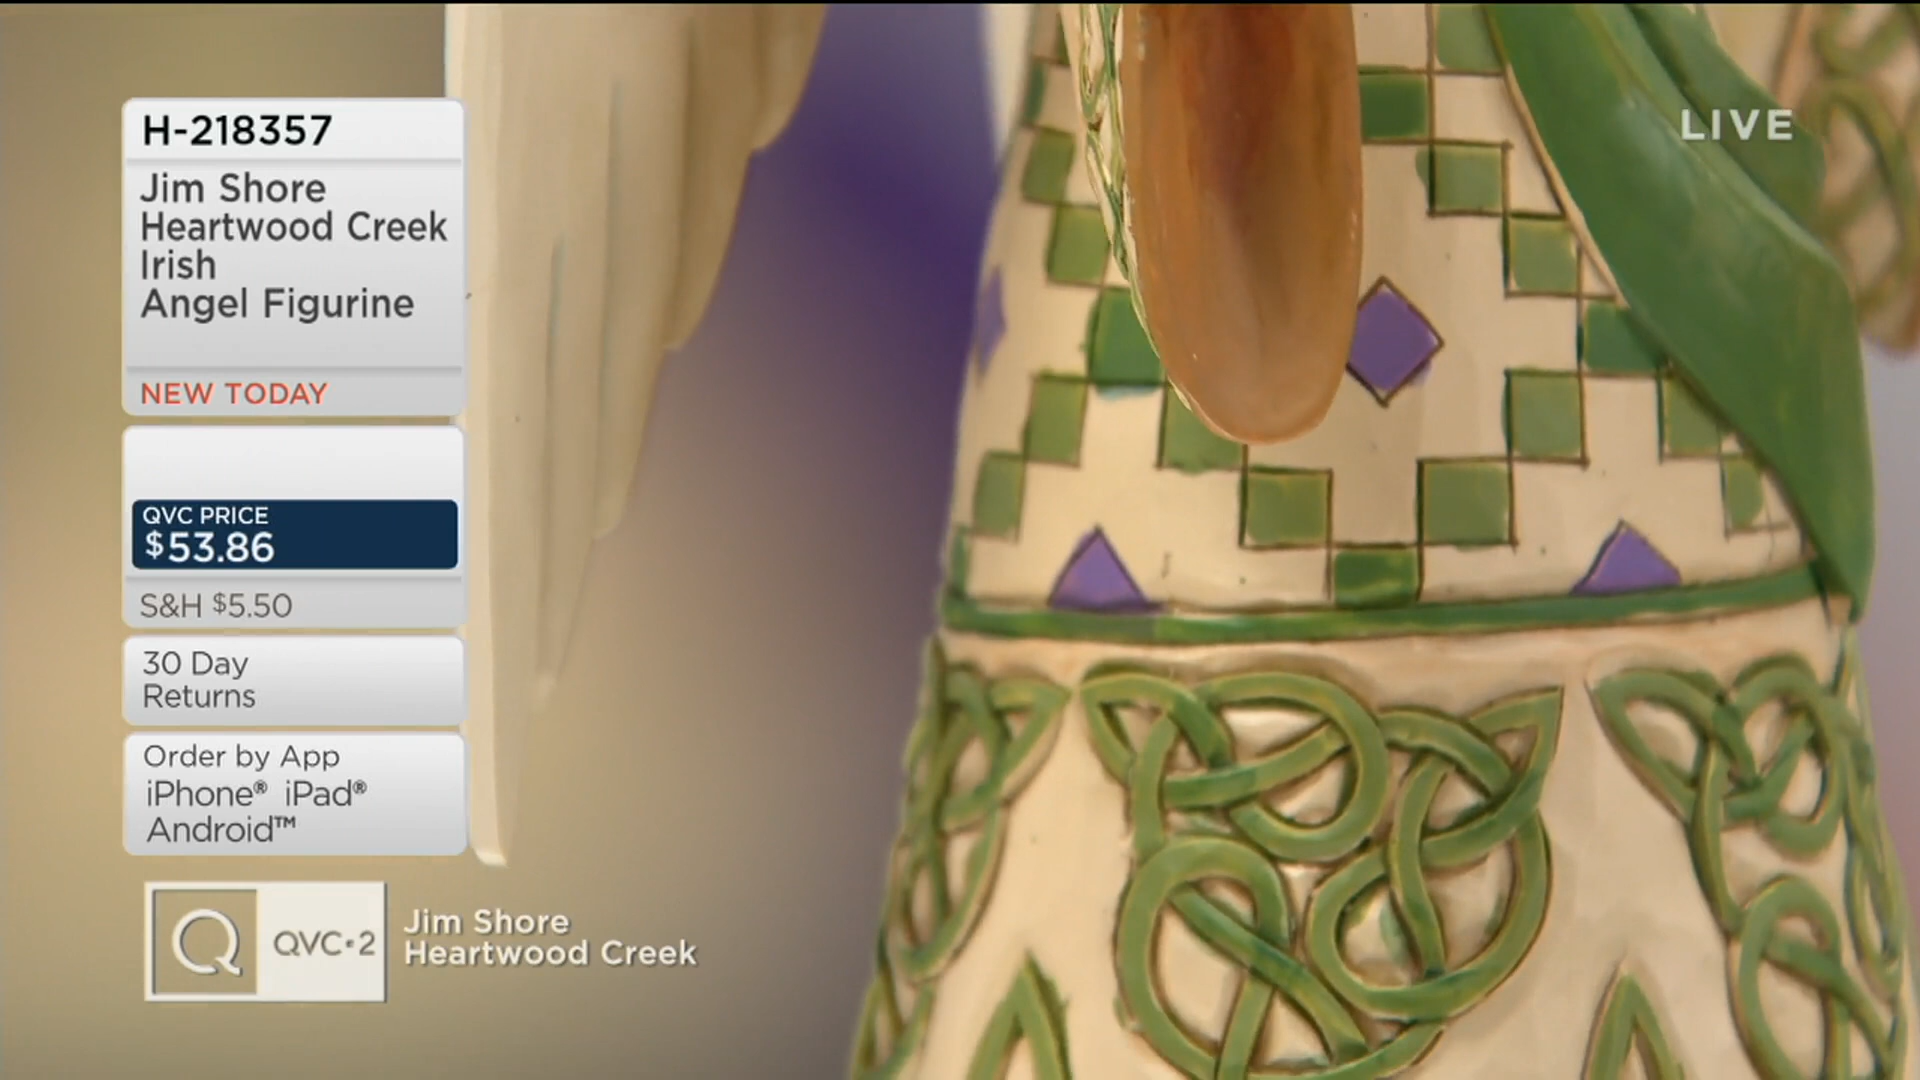 H-218357
Jim Shore
Heartwood Creek
Irish
Angel Figurine
NEW TODAY
QVC PRICE
$53.86
S&H $5.50
30 Day
Returns
Order by App
iPhone® iPad®
Android™
Q QVC•2
Jim Shore
Heartwood Creek
LIVE